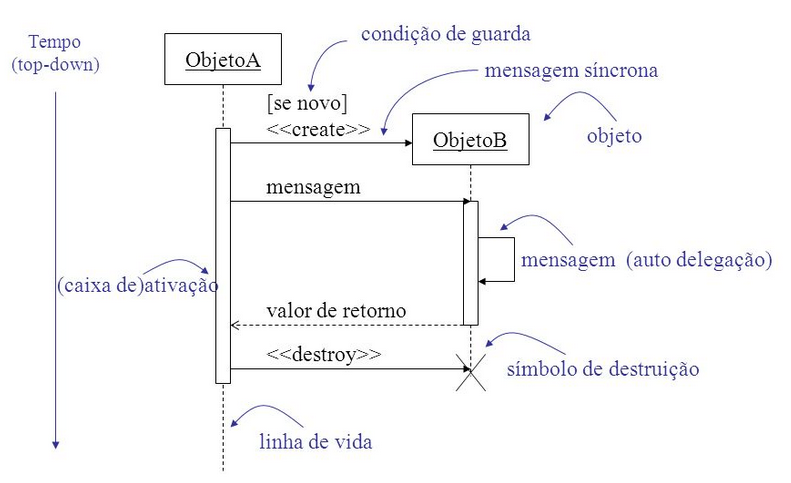 condição de guarda
Tempo
(top-down)
ObjetoA
mensagem síncrona
[se novo]
<<create>>
ObjetoB
objeto
mensagem
mensagem (auto delegação)
(caixa de)ativação
valor de retorno
<<destroy>>
símbolo de destruição
linha de vida